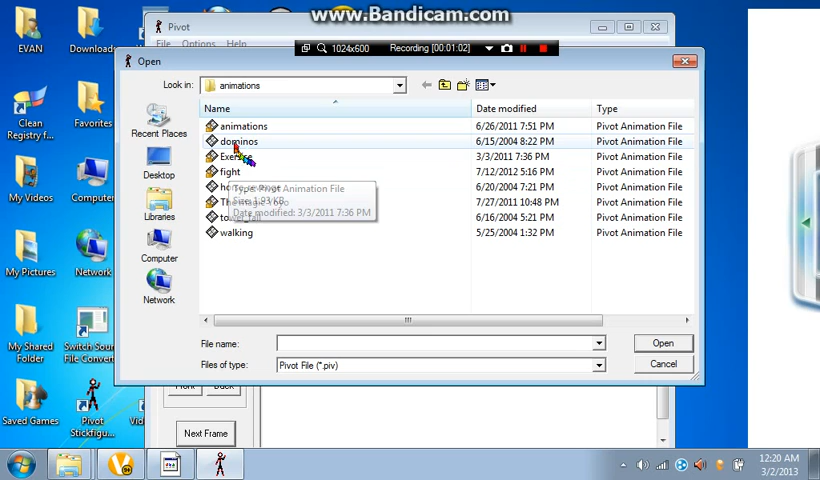 www.Bandicam.com
EVAN
Downloads
Pivot
File Options Help
1024x600 Recording [00:01:02]
Open
Look in: animations
Clean
Registry f...
Favorites
Recent Places
Name Date modified Type
animations 6/26/2011 7:51 PM Pivot Animation File
dominos 6/15/2004 8:22 PM Pivot Animation File
3/3/2011 7:36 PM Pivot Animation File
fight 7/12/2012 5:16 PM Pivot Animation File
6/20/2004 7:21 PM Pivot Animation File
7/27/2011 10:48 PM Pivot Animation File
6/16/2004 5:21 PM Pivot Animation File
walking 5/25/2004 1:32 PM Pivot Animation File
Type: Pivot Animation File
Size: 1.93 KB
Date modified: 3/3/2011 7:36 PM
My Videos
Computer
Desktop
Libraries
Computer
Network
My Pictures
Network
File name:
Open
Files of type: Pivot File (*.piv)
Cancel
My Shared
Folder
Switch Sound
File Convert
Front Back
Saved Games
Pivot
Stickfigu...
Next Frame
12:20 AM
3/2/2013